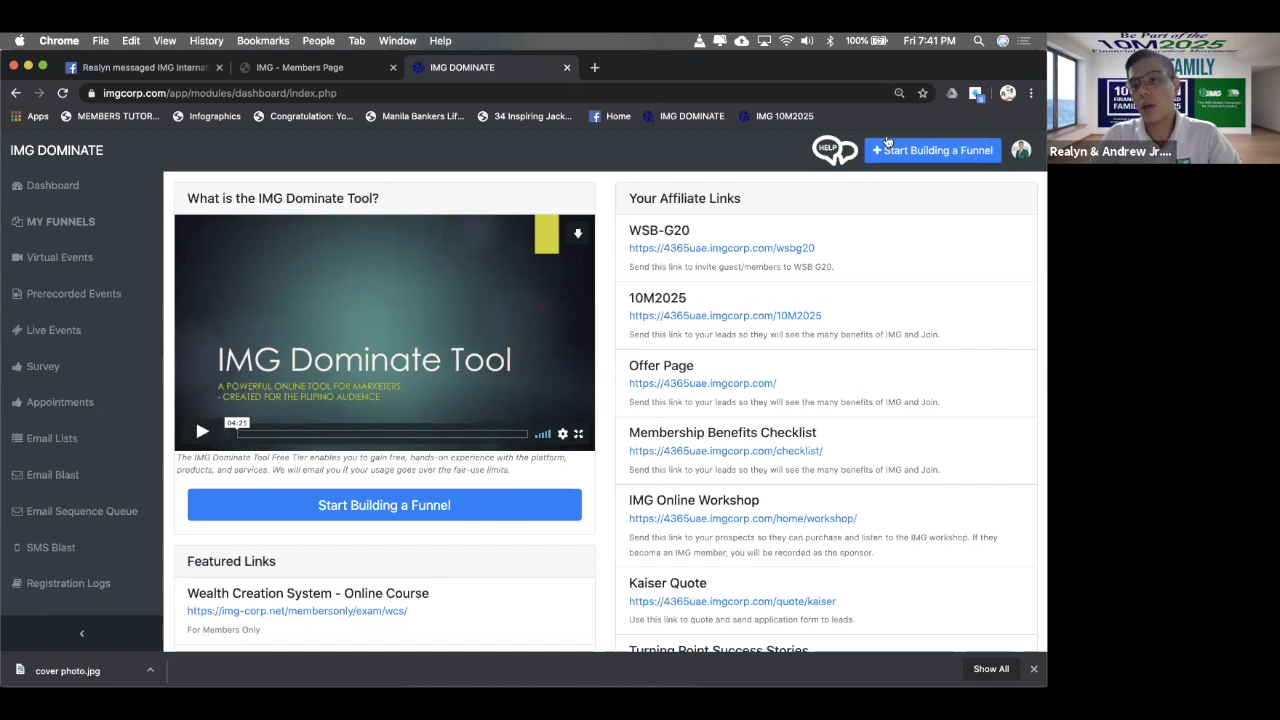 Chrome File Edit View History Bookmarks People Tab Window Help 100% Fri 7:41 PM
Realyn messaged IMG Internat
IMG - Members Page
IMG DOMINATE
imgcorp.com/app/modules/dashboard/index.php
Apps MEMBERS TUTOR... Infographics Congratulation: Yo... Manila Bankers Lif... 34 Inspiring Jack... Home IMG DOMINATE IMG 10M2025
IMG DOMINATE
HELP
+ Start Building a Funnel
Be Part of the
10M2025
FAMILY
IMG
Realyn & Andrew Jr....
Dashboard
MY FUNNELS
Virtual Events
Prerecorded Events
Live Events
Survey
Appointments
Email Lists
Email Blast
Email Sequence Queue
SMS Blast
Registration Logs
What is the IMG Dominate Tool?
IMG Dominate Tool
A POWERFUL ONLINE TOOL FOR MARKETERS
- CREATED FOR THE FILIPINO AUDIENCE
04:25
The IMG Dominate Tool Free Tier enables you to gain free, hands-on experience with the platform,
products, and services. We will email you if your usage goes over the fair-use limits.
Start Building a Funnel
Featured Links
Wealth Creation System - Online Course
https://img-corp.net/membersonly/exam/wcs/
For Members Only
Your Affiliate Links
WSB-G20
https://4365uae.imgcorp.com/wsbg20
Send this link to invite guest/members to WSB G20.
10M2025
https://4365uae.imgcorp.com/10M2025
Send this link to your leads so they will see the many benefits of IMG and Join.
Offer Page
https://4365uae.imgcorp.com/
Send this link to your leads so they will see the many benefits of IMG and Join.
Membership Benefits Checklist
https://4365uae.imgcorp.com/checklist/
Send this link to your leads so they will see the many benefits of IMG and Join.
IMG Online Workshop
https://4365uae.imgcorp.com/home/workshop/
Send this link to your prospects so they can purchase and listen to the IMG workshop. If they
become an IMG member, you will be recorded as the sponsor.
Kaiser Quote
https://4365uae.imgcorp.com/quote/kaiser
Use this link to quote and send application form to leads.
Turning Point Success Stories
cover photo.jpg
Show All